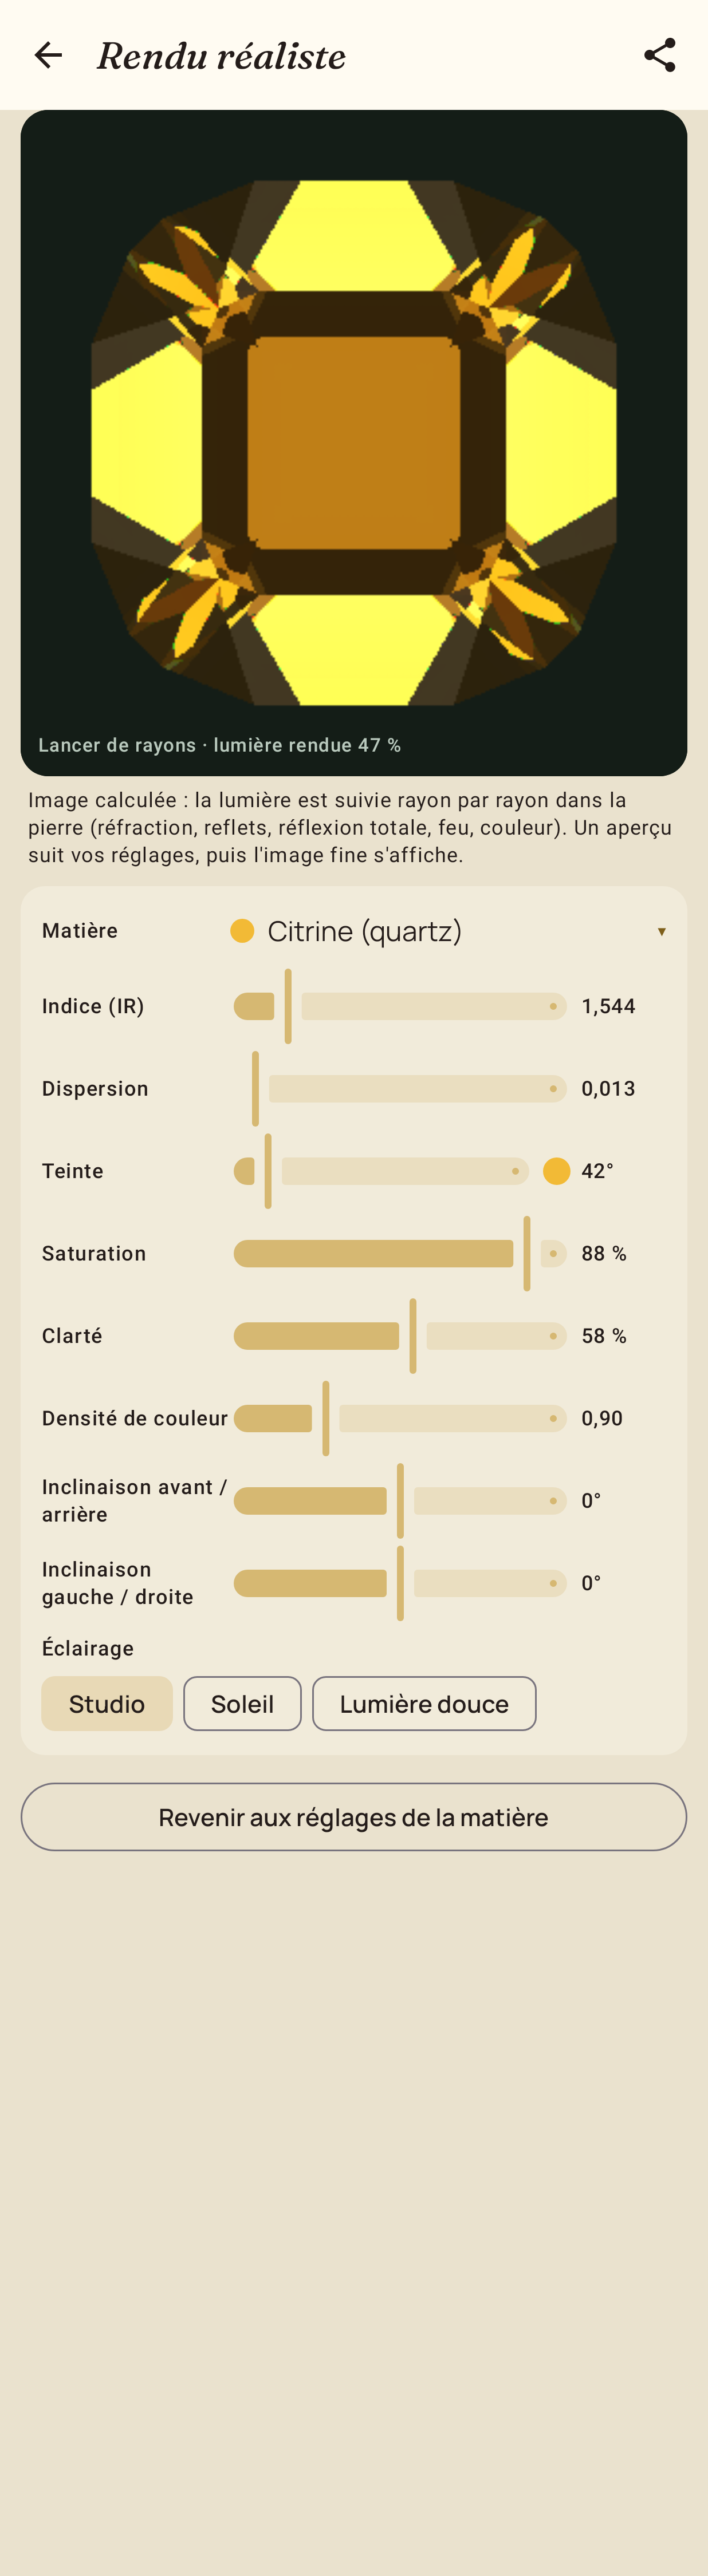 Rendu réaliste
Lancer de rayons · lumière rendue 47 %
Image calculée : la lumière est suivie rayon par rayon dans la
pierre (réfraction, reflets, réflexion totale, feu, couleur). Un aperçu
suit vos réglages, puis l'image fine s'affiche.
Matière Citrine (quartz)
Indice (IR) 1,544
Dispersion 0,013
Teinte 42°
Saturation 88 %
Clarté 58 %
Densité de couleur 0,90
Inclinaison avant /
arrière 0°
Inclinaison
gauche / droite 0°
Éclairage
Studio Soleil Lumière douce
Revenir aux réglages de la matière